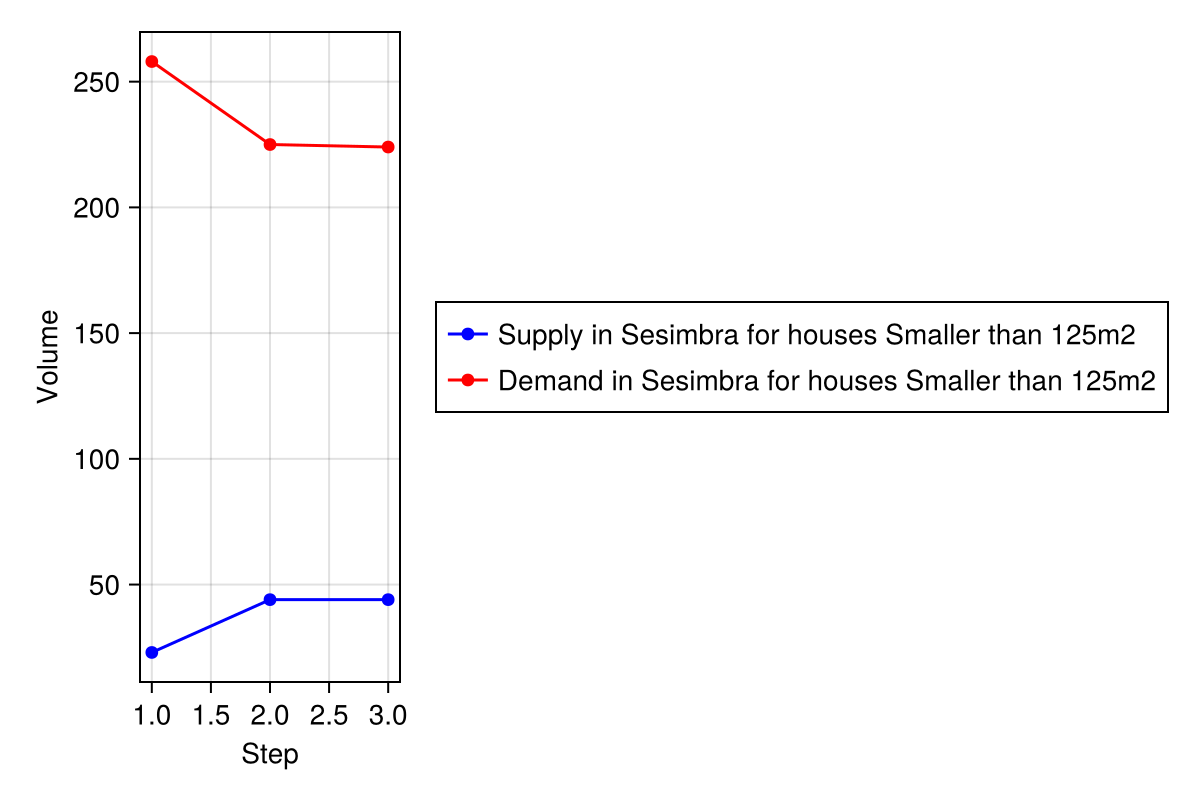 250
200
150
100
50
Volume
1.0 1.5 2.0 2.5 3.0
Step
Supply in Sesimbra for houses Smaller than 125m2
Demand in Sesimbra for houses Smaller than 125m2